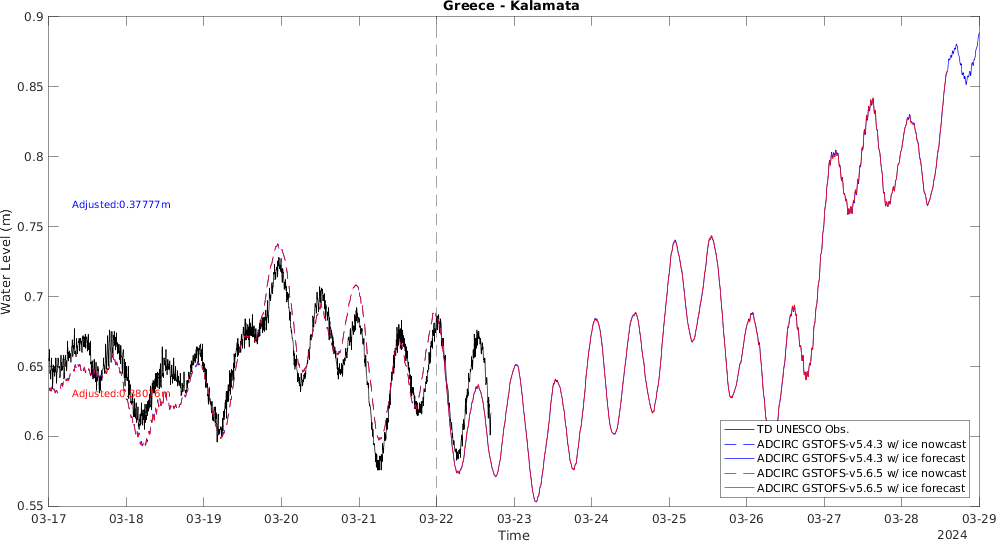 Greece - Kalamata
0.9
0.85
0.8
0.75
0.7
0.65
0.6
0.55
Water Level (m)
Adjusted:0.37777m
TD UNESCO Obs.
ADCIRC GSTOFS-v5.4.3 w/ ice nowcast
ADCIRC GSTOFS-v5.4.3 w/ ice forecast
ADCIRC GSTOFS-v5.6.5 w/ ice nowcast
ADCIRC GSTOFS-v5.6.5 w/ ice forecast
03-17 03-18 03-19 03-20 03-21 03-22 03-23 03-24 03-25 03-26 03-27 03-28 03-29
Time
2024